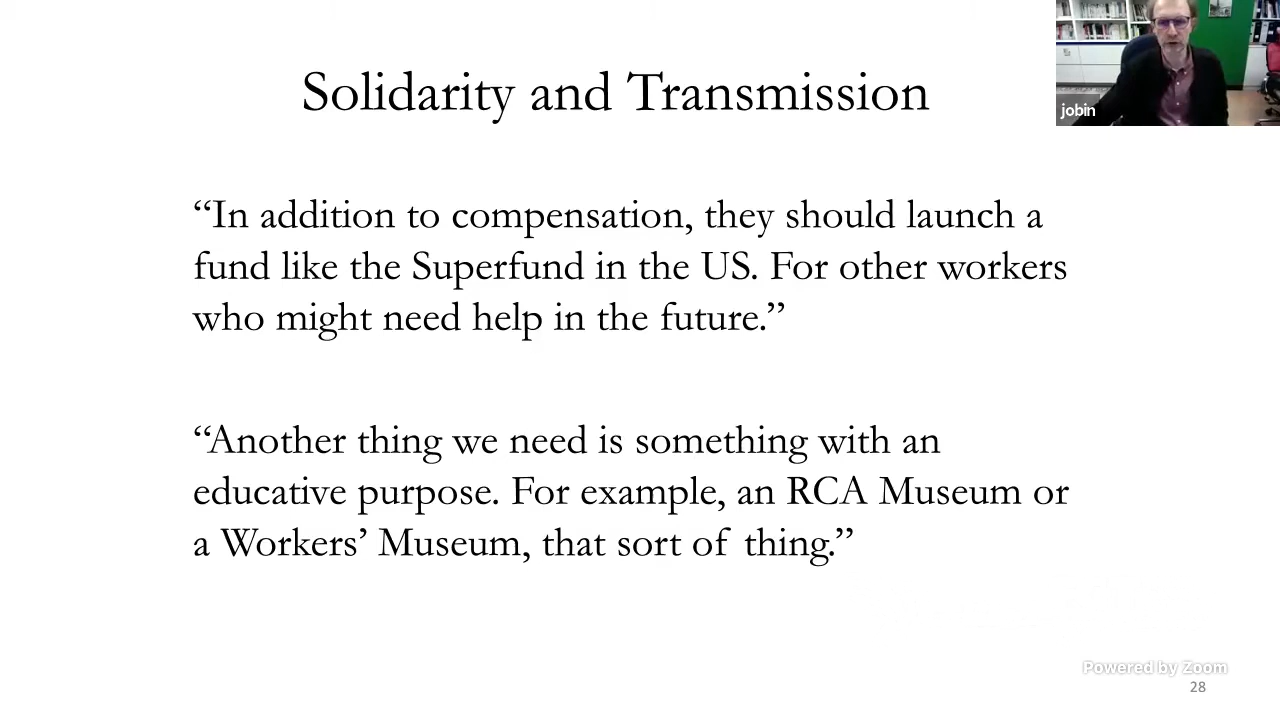 Solidarity and Transmission
jobin
“In addition to compensation, they should launch a
fund like the Superfund in the US. For other workers
who might need help in the future.”
“Another thing we need is something with an
educative purpose. For example, an RCA Museum or
a Workers’ Museum, that sort of thing.”
Powered by Zoom
28